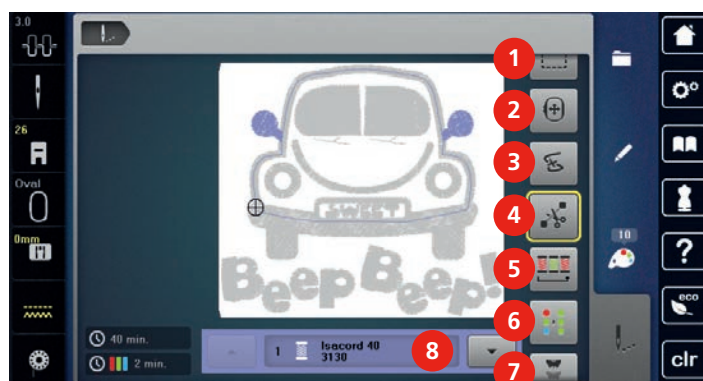 3.0
26
Oval
0mm
40 min.
2 min.
SWEET
Beep Beep!
1 Isacord 40
3130
1
2
3
4
5
6
7
8
10
?
eco
clr